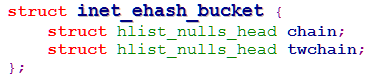 struct inet_ehash_bucket {
    struct hlist_nulls_head chain;
    struct hlist_nulls_head twchain;
};